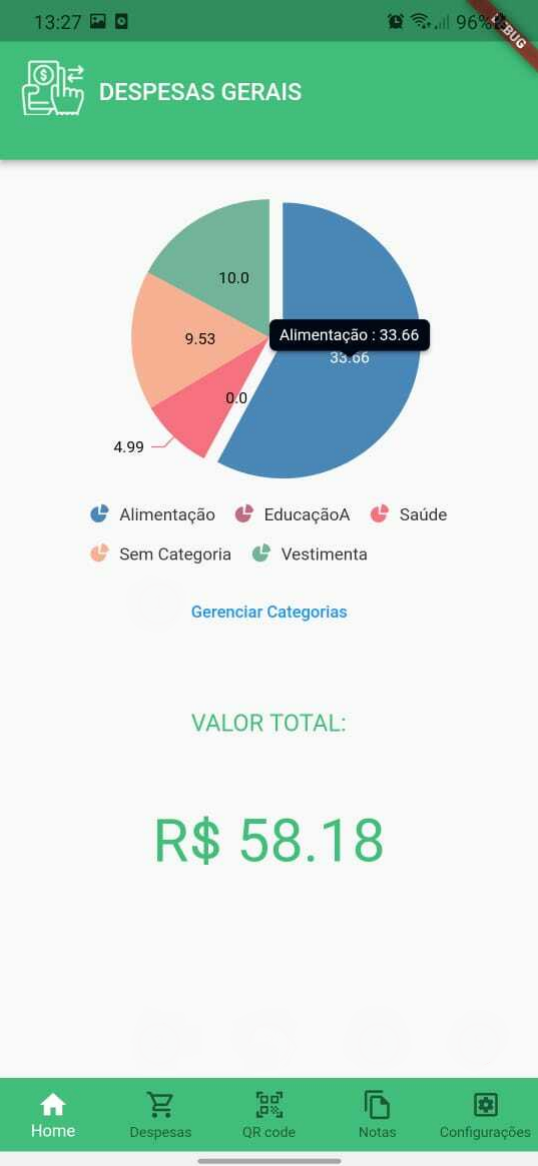 13:27
96%
DEBUG
DESPESAS GERAIS
10.0
Alimentação : 33.66
9.53
33.66
0.0
4.99
Alimentação EducaçãoA Saúde
Sem Categoria Vestimenta
Gerenciar Categorias
VALOR TOTAL:
R$ 58.18
Home Despesas QR code Notas Configurações